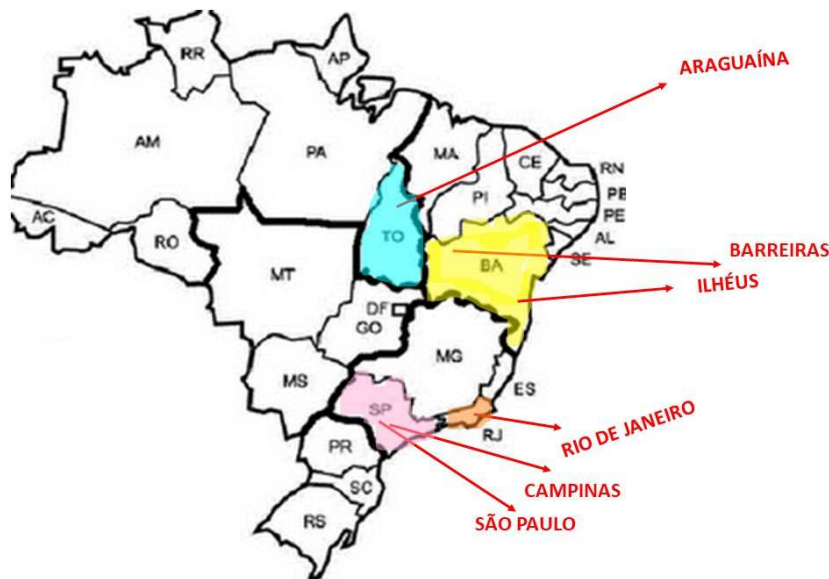 RR
AP
ARAGUAÍNA
AM
PA
MA
CE
RN
PI
PB
PE
AC
TO
AL
RO
BARREIRAS
SE
BA
MT
ILHÉUS
DF
GO
MG
MS
ES
SP
RIO DE JANEIRO
RJ
PR
CAMPINAS
SC
SÃO PAULO
RS